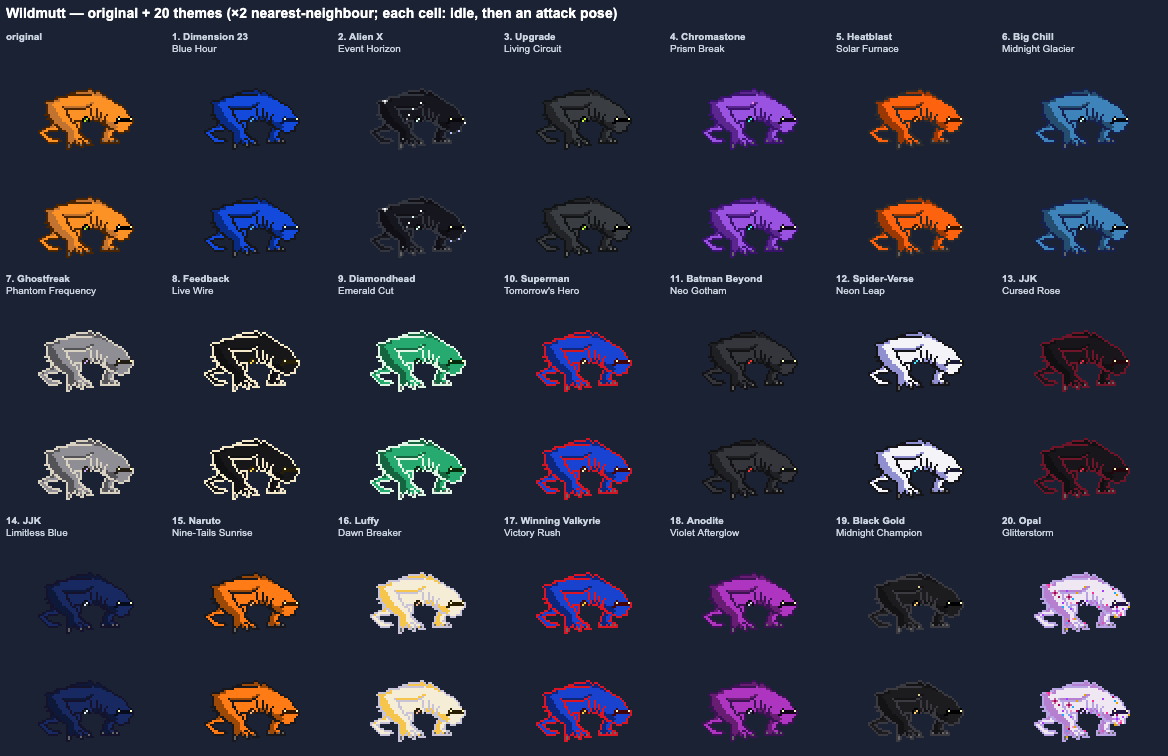 Wildmutt — original + 20 themes (×2 nearest-neighbour; each cell: idle, then an attack pose)
original
1. Dimension 23
Blue Hour
2. Alien X
Event Horizon
3. Upgrade
Living Circuit
4. Chromastone
Prism Break
5. Heatblast
Solar Furnace
6. Big Chill
Midnight Glacier
7. Ghostfreak
Phantom Frequency
8. Feedback
Live Wire
9. Diamondhead
Emerald Cut
10. Superman
Tomorrow's Hero
11. Batman Beyond
Neo Gotham
12. Spider-Verse
Neon Leap
13. JJK
Cursed Rose
14. JJK
Limitless Blue
15. Naruto
Nine-Tails Sunrise
16. Luffy
Dawn Breaker
17. Winning Valkyrie
Victory Rush
18. Anodite
Violet Afterglow
19. Black Gold
Midnight Champion
20. Opal
Glitterstorm